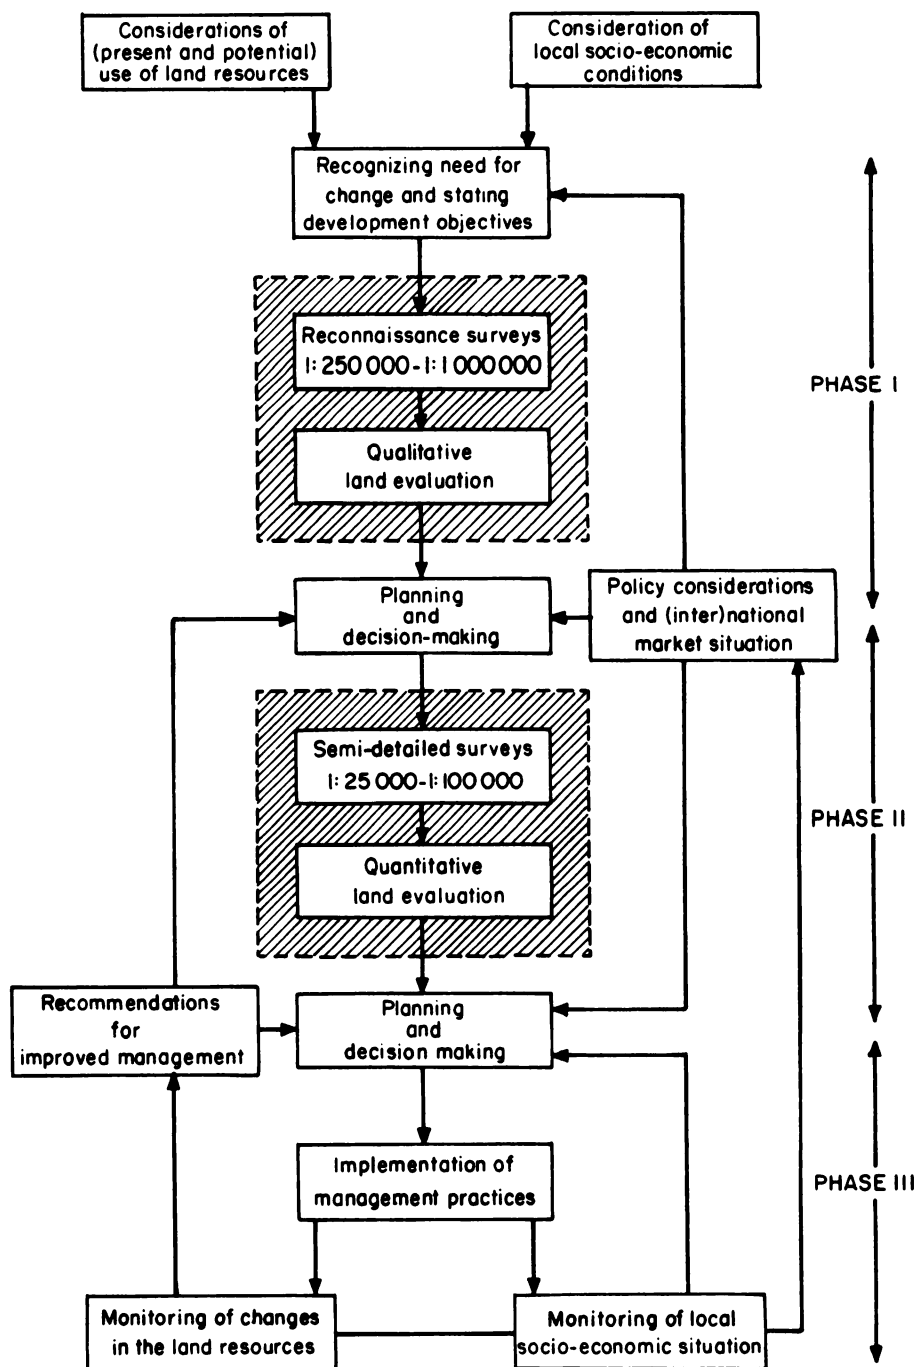 Considerations of
(present and potential)
use of land resources
Consideration of
local socio-economic
conditions
Recognizing need for
change and stating
development objectives
Reconnaissance surveys
1:250 000-1:1 000 000
PHASE I
Qualitative
land evaluation
Planning
and
decision-making
Policy considerations
and (inter)national
market situation
Semi-detailed surveys
1:25 000-1:100 000
PHASE II
Quantitative
land evaluation
Recommendations
for
improved management
Planning
and
decision making
Implementation of
management practices
PHASE III
Monitoring of changes
in the land resources
Monitoring of local
socio-economic situation